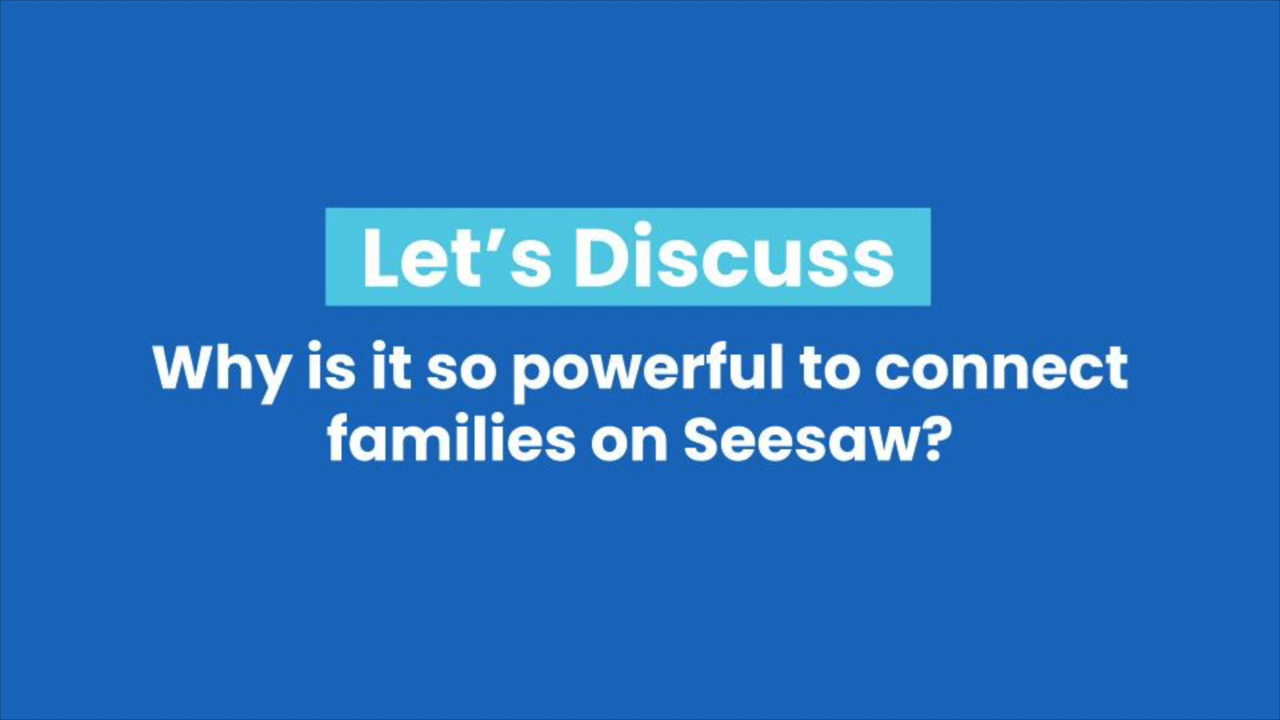 Let’s Discuss
Why is it so powerful to connect
families on Seesaw?